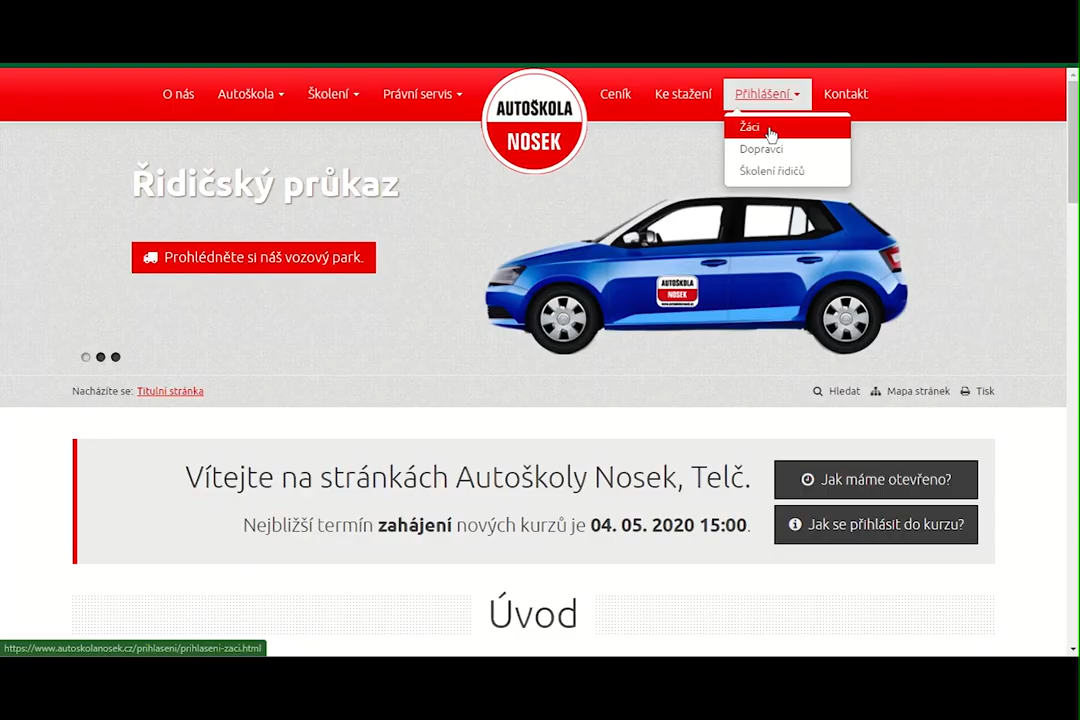 O nás
Autoškola
Školení
Právní servis
AUTOŠKOLA
NOSEK
Ceník
Ke stažení
Přihlášení
Kontakt
Žáci
Dopravci
Školení řidičů
Řidičský průkaz
Prohlédněte si náš vozový park.
AUTOŠKOLA
NOSEK
Nacházíte se: Titulní stránka
Hledat
Mapa stránek
Tisk
Vítejte na stránkách Autoškoly Nosek, Telč.
Nejbližší termín zahájení nových kurzů je 04. 05. 2020 15:00.
Jak máme otevřeno?
Jak se přihlásit do kurzu?
Úvod
https://www.autoskolanosek.cz/prihlaseni/prihlaseni-zaci.html